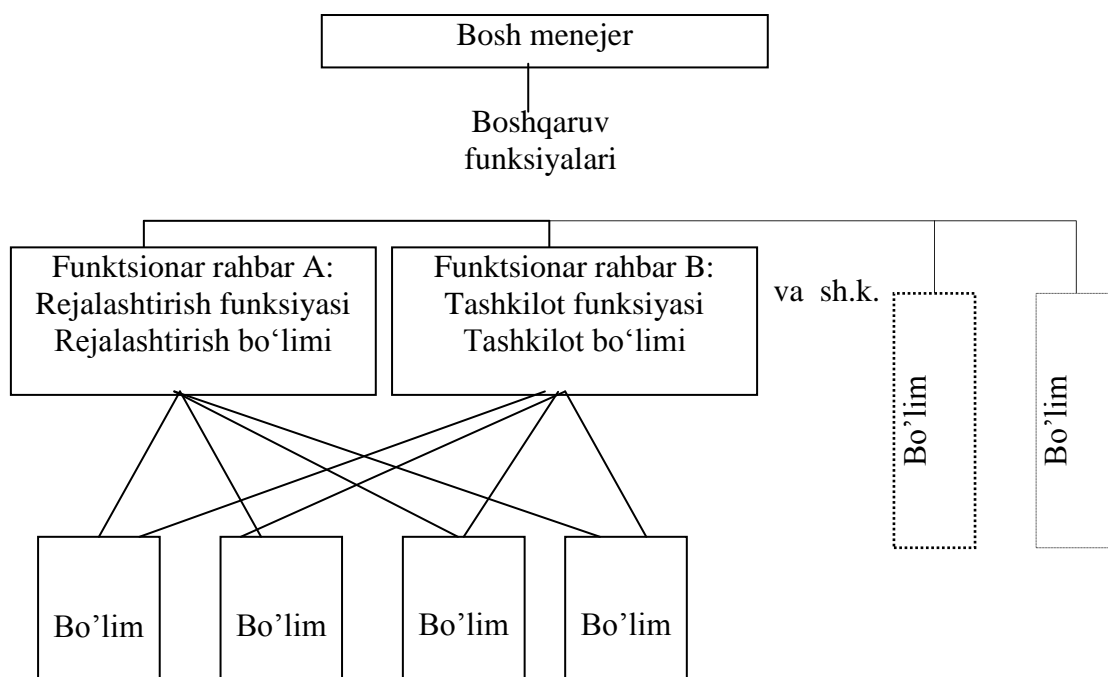 Bosh menejer
Boshqaruv
funksiyalari
Funktsionar rahbar A:
Rejalashtirish funksiyasi
Rejalashtirish bo‘limi
Funktsionar rahbar B:
Tashkilot funksiyasi
Tashkilot bo‘limi
va sh.k.
Bo’lim
Bo’lim
Bo’lim
Bo’lim
Bo’lim
Bo’lim